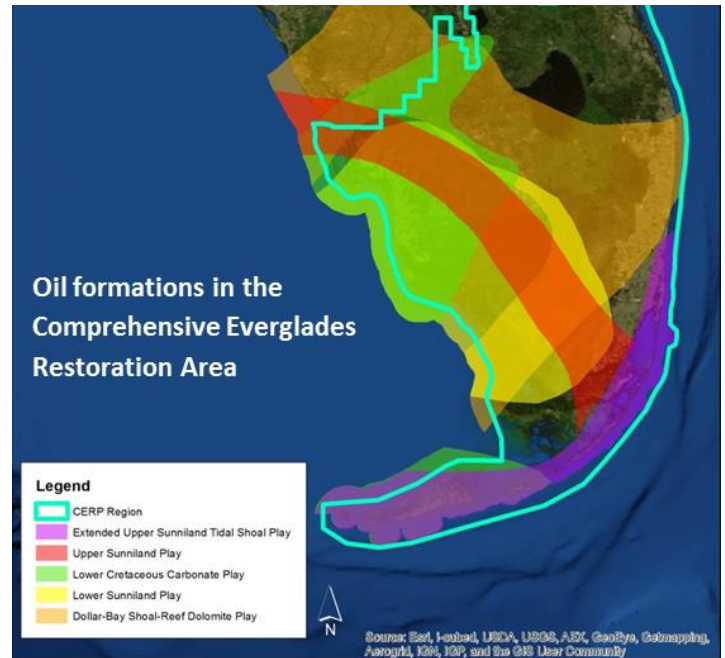 Oil formations in the
Comprehensive Everglades
Restoration Area
Legend
CERP Region
Extended Upper Sunniland Tidal Shoal Play
Upper Sunniland Play
Lower Cretaceous Carbonate Play
Lower Sunniland Play
Dollar-Bay Shoal-Reef Dolomite Play
N
Source: Esri, i-cubed, USDA, USGS, AEX, GeoEye, Getmapping,
Aerogrid, IGN, IGP, and the GIS User Community